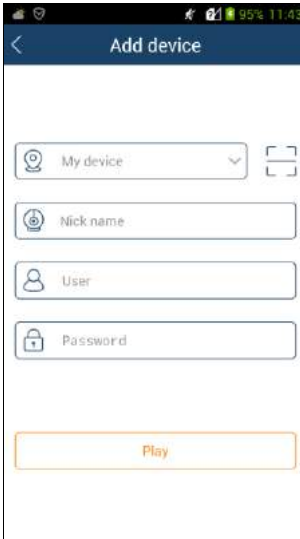 95% 11:43
Add device
My device
Nick name
User
Password
Play